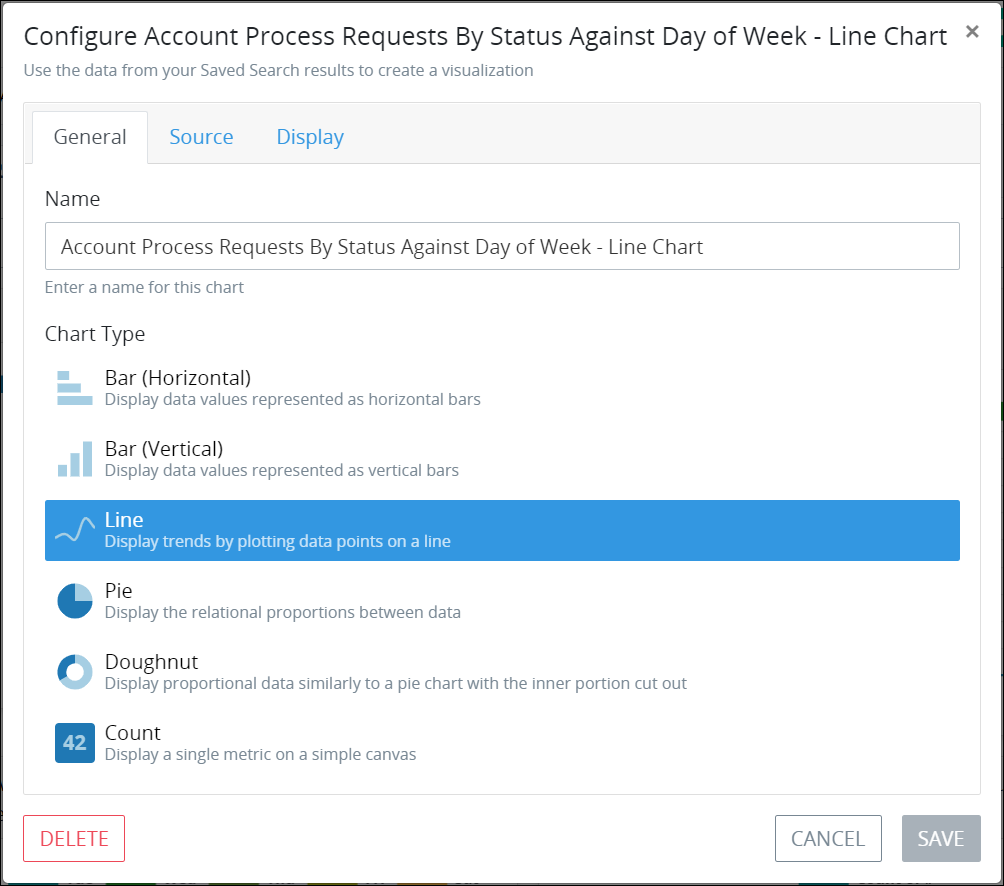 Configure Account Process Requests By Status Against Day of Week - Line Chart ×
Use the data from your Saved Search results to create a visualization
General Source Display
Name
Account Process Requests By Status Against Day of Week - Line Chart
Enter a name for this chart
Chart Type
Bar (Horizontal)
Display data values represented as horizontal bars
Bar (Vertical)
Display data values represented as vertical bars
Line
Display trends by plotting data points on a line
Pie
Display the relational proportions between data
Doughnut
Display proportional data similarly to a pie chart with the inner portion cut out
42
Count
Display a single metric on a simple canvas
DELETE CANCEL SAVE